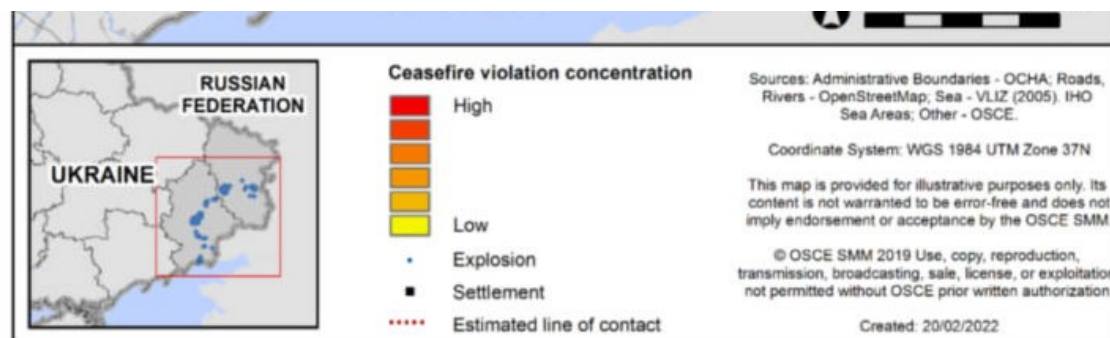 RUSSIAN
FEDERATION
UKRAINE
Ceasefire violation concentration
High
Low
Explosion
Settlement
Estimated line of contact
Sources: Administrative Boundaries - OCHA; Roads,
Rivers - OpenStreetMap; Sea - VLIZ (2005). IHO
Sea Areas; Other - OSCE.
Coordinate System: WGS 1984 UTM Zone 37N
This map is provided for illustrative purposes only. Its
content is not warranted to be error-free and does not
imply endorsement or acceptance by the OSCE SMM.
© OSCE SMM 2019 Use, copy, reproduction,
transmission, broadcasting, sale, license, or exploitation
not permitted without OSCE prior written authorization
Created: 20/02/2022